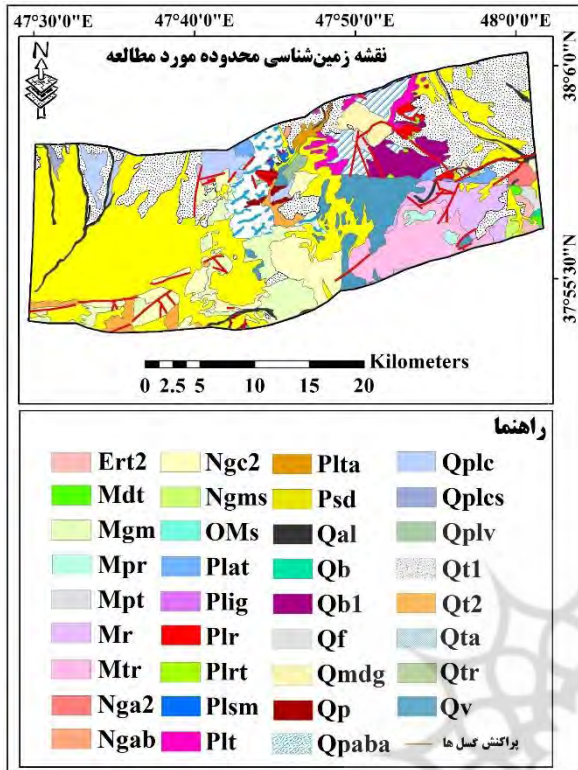 47°30'0"E 47°40'0"E 47°50'0"E 48°0'0"E
نقشه زمین‌شناسی محدوده مورد مطالعه
N
38°6'0"N
37°55'30"N
Kilometers
0 2.5 5 10 15 20
راهنما
Ert2 Ngc2 Plta Qplc
Mdt Ngms Psd Qplcs
Mgm OMs Qal Qplv
Mpr Plat Qb Qt1
Mpt Plig Qb1 Qt2
Mr Plr Qf Qta
Mtr Plrt Qmdg Qtr
Nga2 Plsm Qp Qv
Ngab Plt Qpaba پراکنش گسل ها